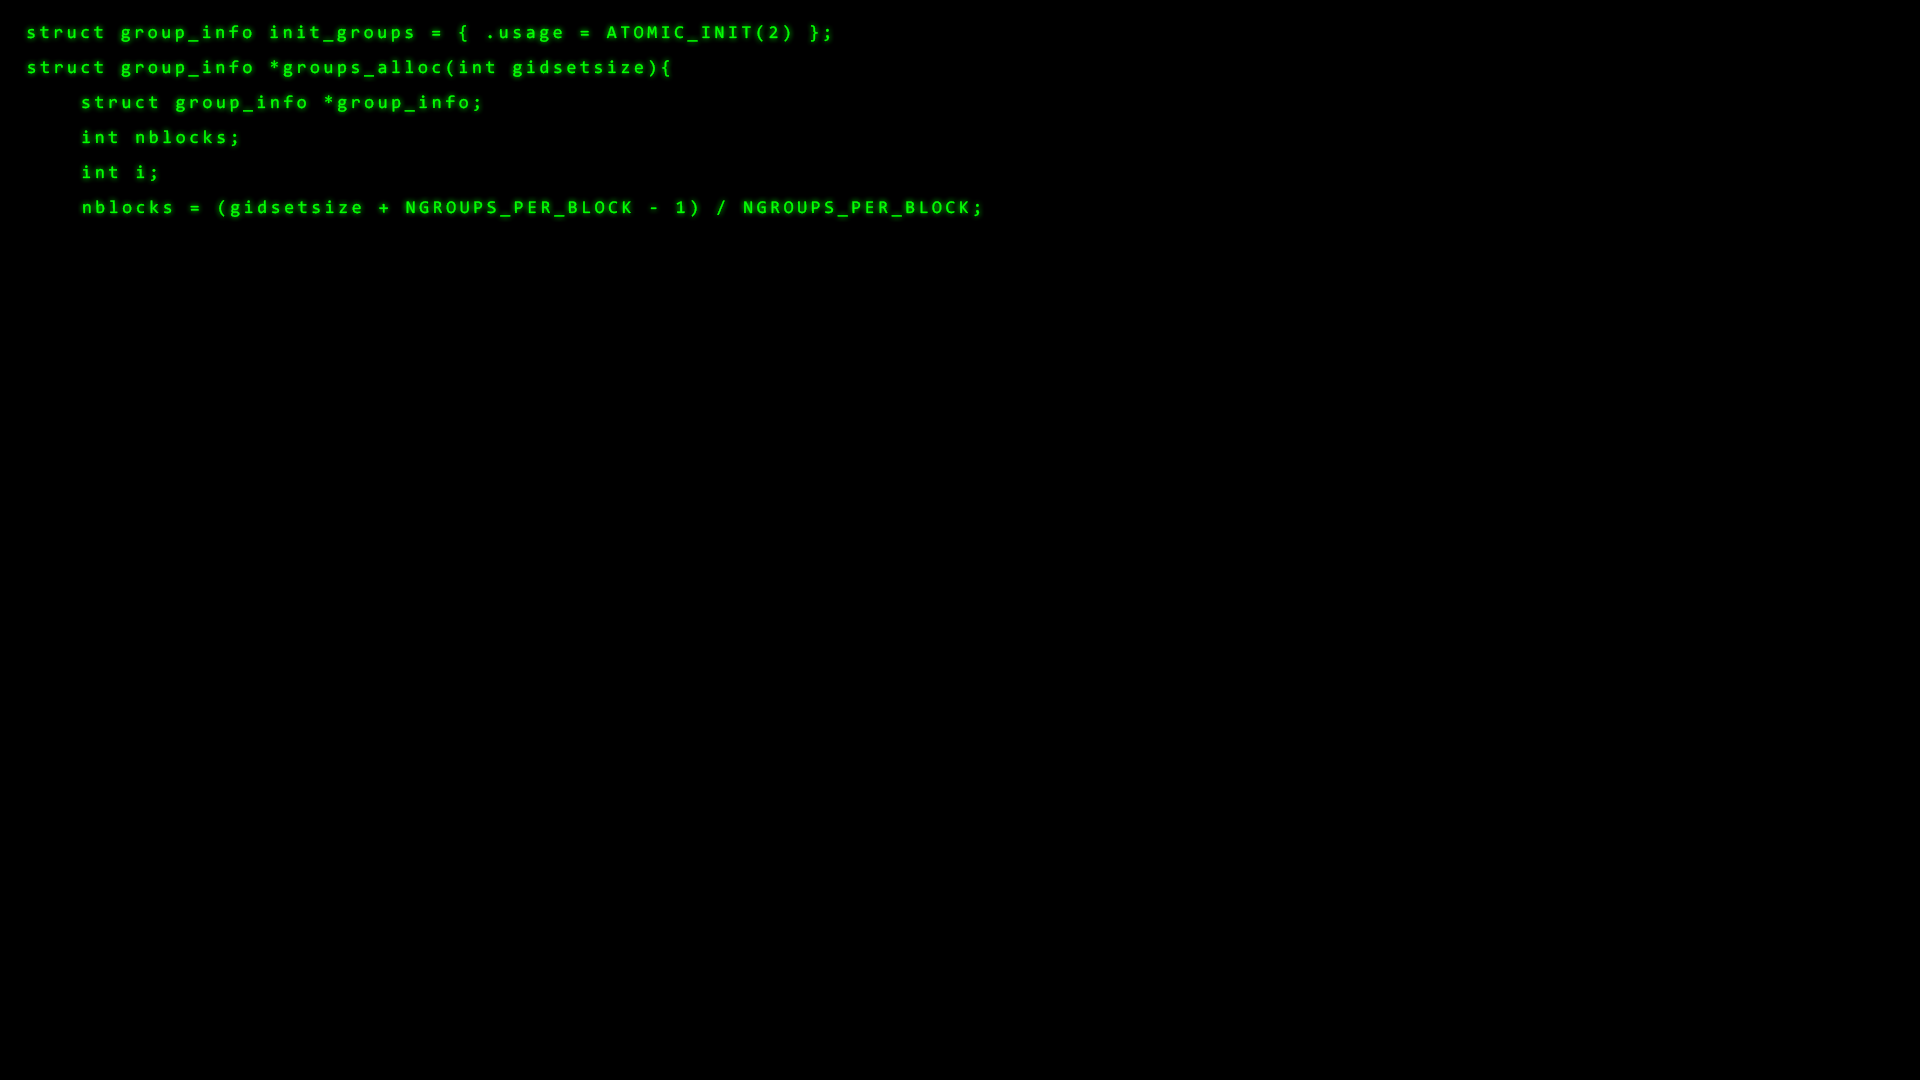 struct group_info init_groups = { .usage = ATOMIC_INIT(2) };
struct group_info *groups_alloc(int gidsetsize){
    struct group_info *group_info;
    int nblocks;
    int i;
    nblocks = (gidsetsize + NGROUPS_PER_BLOCK - 1) / NGROUPS_PER_BLOCK;